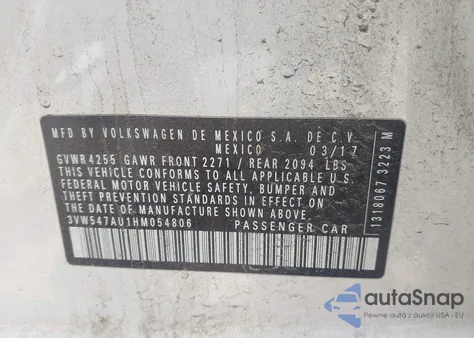 MFD BY VOLKSWAGEN DE MEXICO S.A. DE C.V
MEXICO 03/17
GVWR 4255 GAWR FRONT 2271 / REAR 2094 LBS
THIS VEHICLE CONFORMS TO ALL APPLICABLE U.S.
FEDERAL MOTOR VEHICLE SAFETY, BUMPER AND
THEFT PREVENTION STANDARDS IN EFFECT ON
THE DATE OF MANUFACTURE SHOWN ABOVE.
3VW547AU1HM054806 PASSENGER CAR
1318067 3223 M
autoSnap
Pewne auta z aukcji USA i EU